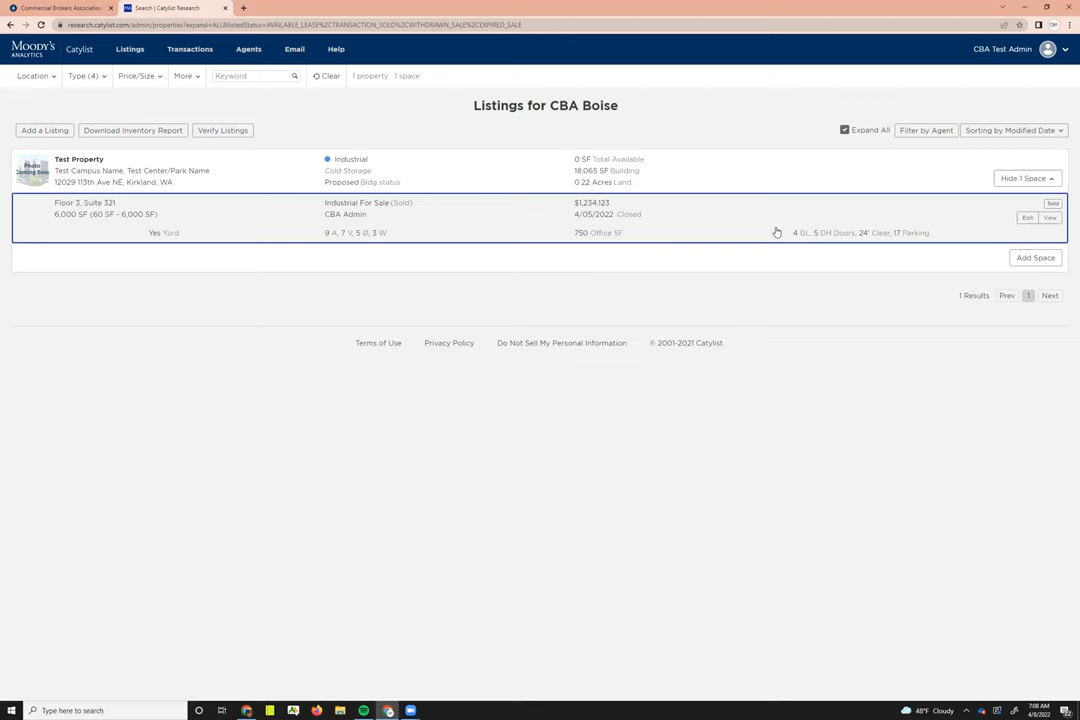 Commercial Brokers Association
Search | Catylist Research
research.catylist.com/admin/properties?expand=ALL&listedStatus=AVAILABLE_LEASE%2CTRANSACTION_SOLD%2CWITHDRAWN_SALE%2CEXPIRED_SALE
MOODY'S ANALYTICS Catylist Listings Transactions Agents Email Help CBA Test Admin
Location Type (4) Price/Size More Keyword Clear 1 property · 1 space
Listings for CBA Boise
Add a Listing Download Inventory Report Verify Listings Expand All Filter by Agent Sorting by Modified Date
Test Property Industrial 0 SF Total Available
Photo Coming Soon Test Campus Name, Test Center/Park Name Cold Storage 18,065 SF Building
12029 113th Ave NE, Kirkland, WA Proposed Bldg status 0.22 Acres Land Hide 1 Space
Floor 3, Suite 321 Industrial For Sale (Sold) $1,234,123 Sold
6,000 SF (60 SF - 6,000 SF) CBA Admin 4/05/2022 Closed Edit View
Yes Yard 9 A, 7 V, 5 Ø, 3 W 750 Office SF 4 GL, 5 DH Doors, 24' Clear, 17 Parking
Add Space
1 Results Prev 1 Next
Terms of Use Privacy Policy Do Not Sell My Personal Information © 2001-2021 Catylist.
Type here to search 48°F Cloudy 7:08 AM
4/8/2022